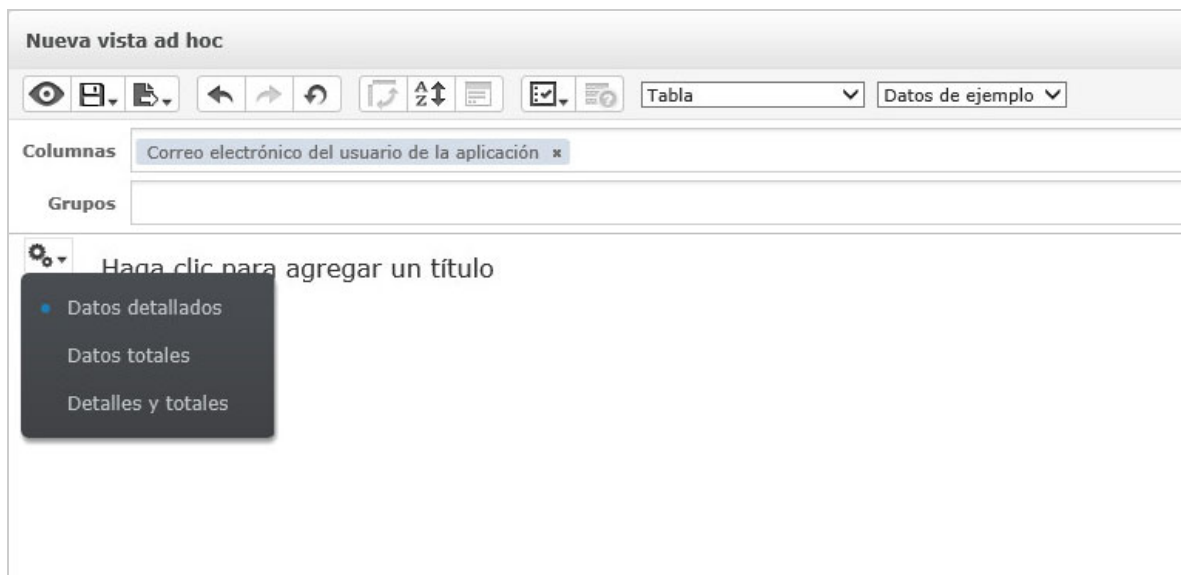 Nueva vista ad hoc
Tabla Datos de ejemplo
Columnas Correo electrónico del usuario de la aplicación ×
Grupos
Haga clic para agregar un título
Datos detallados
Datos totales
Detalles y totales